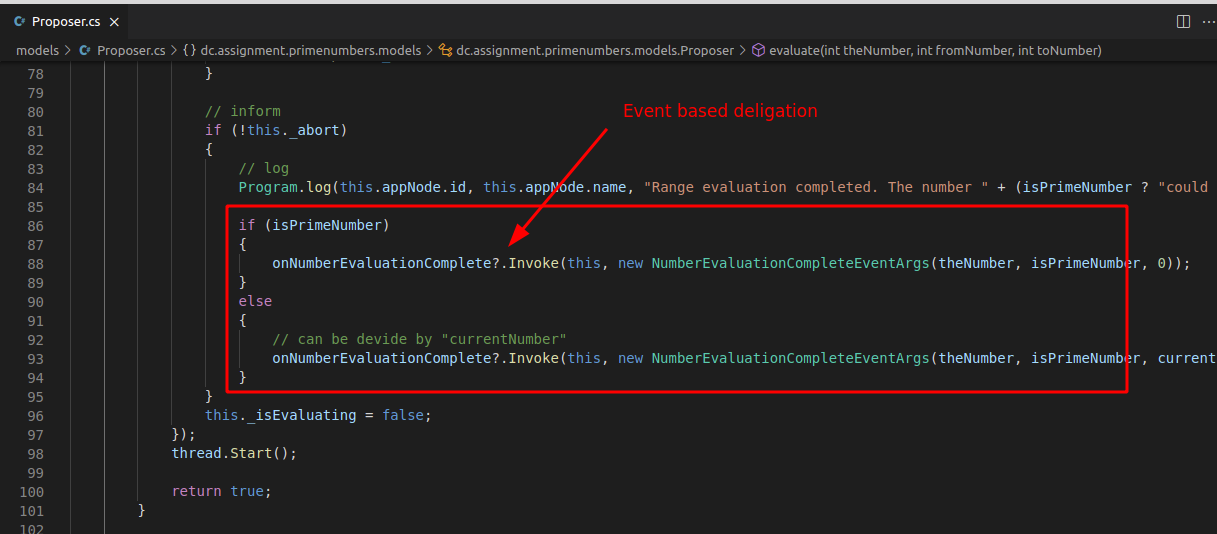 Proposer.cs
models > Proposer.cs > {} dc.assignment.primenumbers.models > dc.assignment.primenumbers.models.Proposer > evaluate(int theNumber, int fromNumber, int toNumber)
78 }
79
Event based deligation
80 // inform
81 if (!this._abort)
82 {
83 // log
84 Program.log(this.appNode.id, this.appNode.name, "Range evaluation completed. The number " + (isPrimeNumber ? "could
85
86 if (isPrimeNumber)
87 {
88 onNumberEvaluationComplete?.Invoke(this, new NumberEvaluationCompleteEventArgs(theNumber, isPrimeNumber, 0));
89 }
90 else
91 {
92 // can be devide by "currentNumber"
93 onNumberEvaluationComplete?.Invoke(this, new NumberEvaluationCompleteEventArgs(theNumber, isPrimeNumber, current
94 }
95 }
96 this._isEvaluating = false;
97 });
98 thread.Start();
99
100 return true;
101 }
102